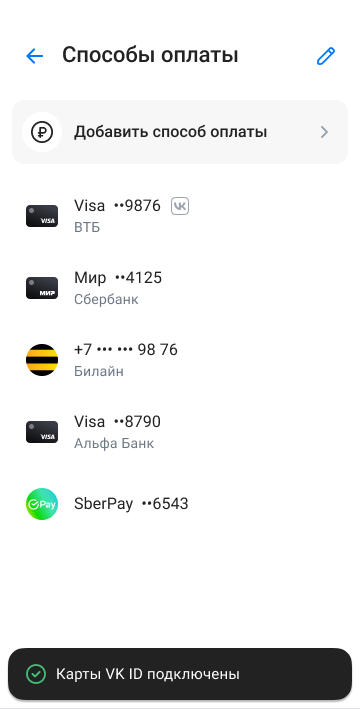 Способы оплаты
Добавить способ оплаты
Visa ••9876
ВТБ
VISA
Мир ••4125
Сбербанк
МИР
+7 ••• ••• 98 76
Билайн
Visa ••8790
Альфа Банк
VISA
SberPay ••6543
Pay
Карты VK ID подключены